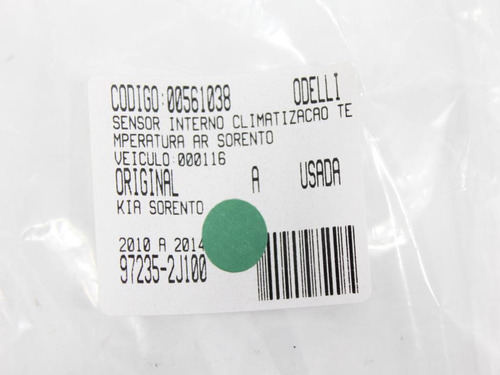 CODIGO:00561038 ODELLI
SENSOR INTERNO CLIMATIZACAO TE
MPERATURA AR SORENTO
VEICULO:000116
ORIGINAL A USADA
KIA SORENTO
2010 A 2014
97235-2J100